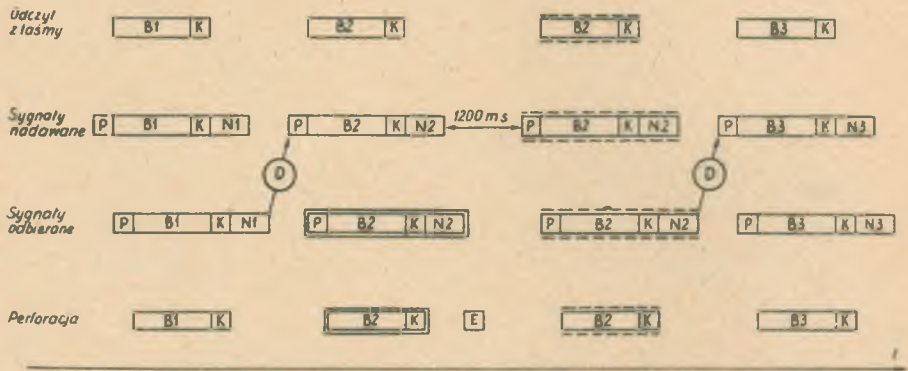 Odczyt
z taśmy
B1 K B2 K B2 K B3 K
Sygnały
nadawane
P B1 K N1 P B2 K N2 1200 ms P B2 K N2 P B3 K N3
D D
Sygnały
odbierane
P B1 K N1 P B2 K N2 P B2 K N2 P B3 K N3
Perforacja
B1 K B2 K E B2 K B3 K
t